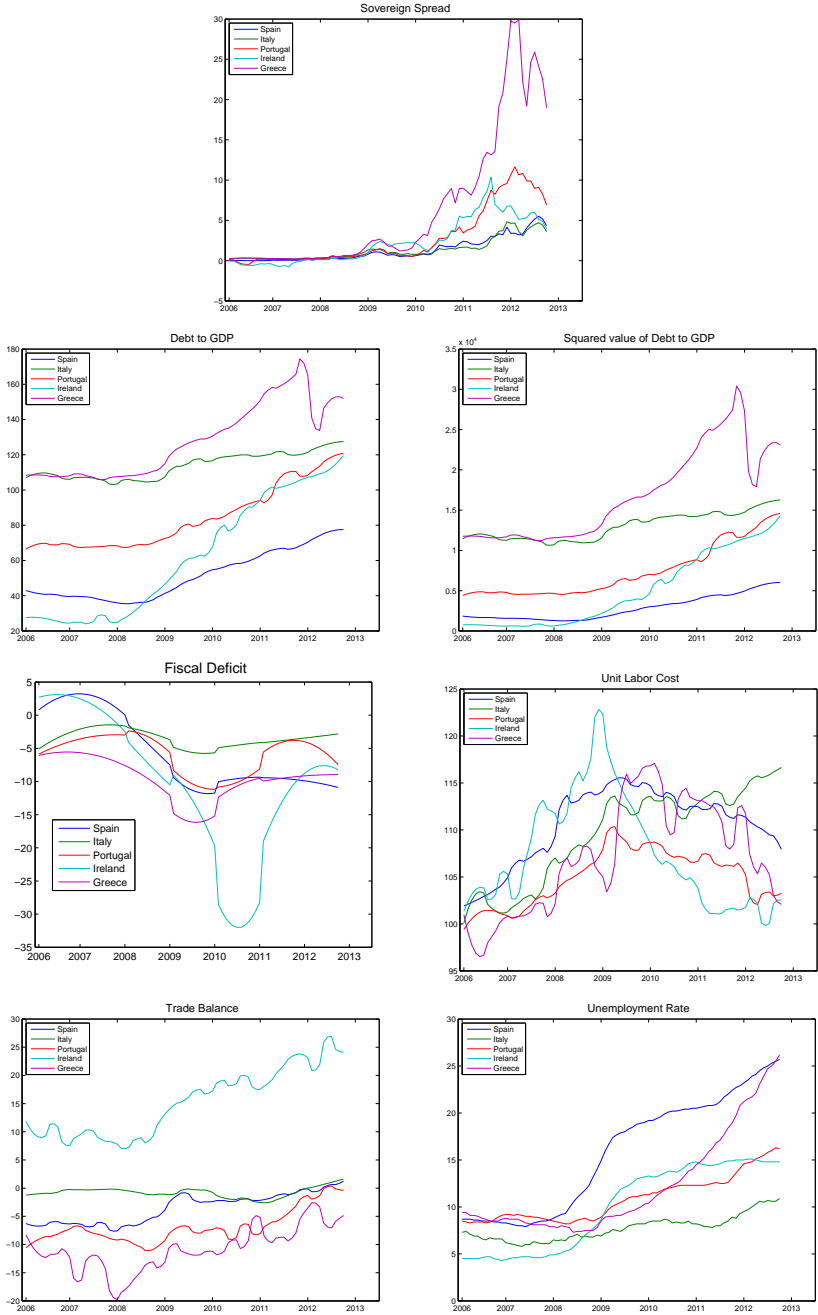 Sovereign Spread
30
25
20
15
10
5
0
−5
2006 2007 2008 2009 2010 2011 2012 2013
Spain
Italy
Portugal
Ireland
Greece
Debt to GDP
180
160
140
120
100
80
60
40
20
2006 2007 2008 2009 2010 2011 2012 2013
Spain
Italy
Portugal
Ireland
Greece
Squared value of Debt to GDP
x 10^4
3.5
3
2.5
2
1.5
1
0.5
0
2006 2007 2008 2009 2010 2011 2012 2013
Spain
Italy
Portugal
Ireland
Greece
Fiscal Deficit
5
0
−5
−10
−15
−20
−25
−30
−35
2006 2007 2008 2009 2010 2011 2012 2013
Spain
Italy
Portugal
Ireland
Greece
Unit Labor Cost
125
120
115
110
105
100
95
2006 2007 2008 2009 2010 2011 2012 2013
Spain
Italy
Portugal
Ireland
Greece
Trade Balance
30
25
20
15
10
5
0
−5
−10
−15
−20
2006 2007 2008 2009 2010 2011 2012 2013
Spain
Italy
Portugal
Ireland
Greece
Unemployment Rate
30
25
20
15
10
5
0
2006 2007 2008 2009 2010 2011 2012 2013
Spain
Italy
Portugal
Ireland
Greece